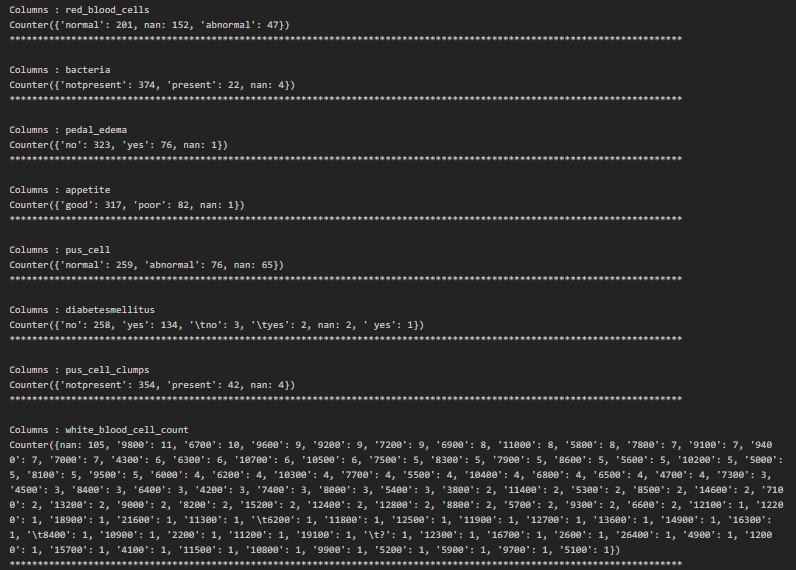 Columns : red_blood_cells
Counter({'normal': 201, nan: 152, 'abnormal': 47})
************************************************************************************************************************

Columns : bacteria
Counter({'notpresent': 374, 'present': 22, nan: 4})
************************************************************************************************************************

Columns : pedal_edema
Counter({'no': 323, 'yes': 76, nan: 1})
************************************************************************************************************************

Columns : appetite
Counter({'good': 317, 'poor': 82, nan: 1})
************************************************************************************************************************

Columns : pus_cell
Counter({'normal': 259, 'abnormal': 76, nan: 65})
************************************************************************************************************************

Columns : diabetesmellitus
Counter({'no': 258, 'yes': 134, '\tno': 3, '\tyes': 2, nan: 2, ' yes': 1})
************************************************************************************************************************

Columns : pus_cell_clumps
Counter({'notpresent': 354, 'present': 42, nan: 4})
************************************************************************************************************************

Columns : white_blood_cell_count
Counter({nan: 105, '9800': 11, '6700': 10, '9600': 9, '9200': 9, '7200': 9, '6900': 8, '11000': 8, '5800': 8, '7800': 7, '9100': 7, '940
0': 7, '7000': 7, '4300': 6, '6300': 6, '10700': 6, '10500': 6, '7500': 5, '8300': 5, '7900': 5, '8600': 5, '5600': 5, '10200': 5, '5000':
5, '8100': 5, '9500': 5, '6000': 4, '6200': 4, '10300': 4, '7700': 4, '5500': 4, '10400': 4, '6800': 4, '6500': 4, '4700': 4, '7300': 3,
'4500': 3, '8400': 3, '6400': 3, '4200': 3, '7400': 3, '8000': 3, '5400': 3, '3800': 2, '11400': 2, '5300': 2, '8500': 2, '14600': 2, '710
0': 2, '13200': 2, '9000': 2, '8200': 2, '15200': 2, '12400': 2, '12800': 2, '8800': 2, '5700': 2, '9300': 2, '6600': 2, '12100': 1, '1220
0': 1, '18900': 1, '21600': 1, '11300': 1, '\t6200': 1, '11800': 1, '12500': 1, '11900': 1, '12700': 1, '13600': 1, '14900': 1, '16300':
1, '\t8400': 1, '10900': 1, '2200': 1, '11200': 1, '19100': 1, '\t?': 1, '12300': 1, '16700': 1, '2600': 1, '26400': 1, '4900': 1, '1200
0': 1, '15700': 1, '4100': 1, '11500': 1, '10800': 1, '9900': 1, '5200': 1, '5900': 1, '9700': 1, '5100': 1})
************************************************************************************************************************